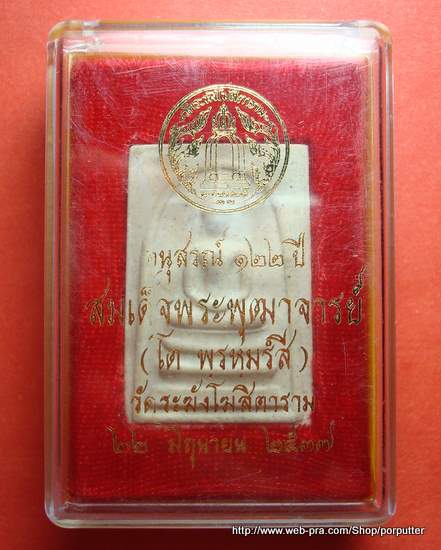 อนุสรณ์ ๑๒๒ ปี
สมเด็จพระพุฒาจารย์
(โต พรหมรํสี)
วัดระฆังโฆสิตาราม
๒๒ มิถุนายน ๒๕๓๗
http://www.web-pra.com/Shop/porputter